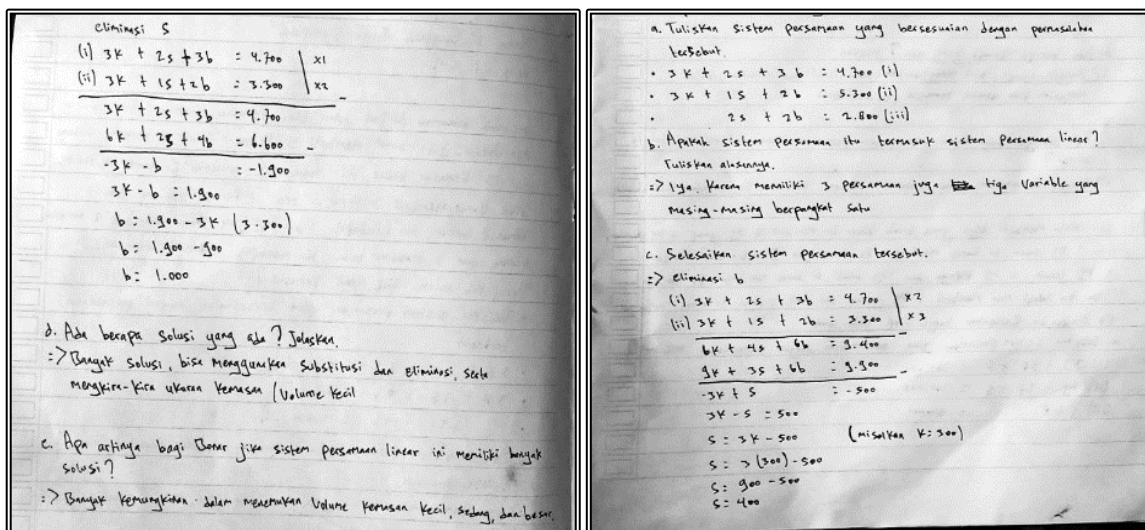 eliminasi S
(i) 3k + 2s + 3b = 4.700 | x1
(ii) 3k + 1s + 2b = 3.300 | x2
3k + 2s + 3b = 4.700
6k + 2s + 4b = 6.600 -
-3k - b = -1.900
3k - b = 1.900
b = 1.900 - 3k (3.300)
b = 1.900 - 900
b = 1.000
d. Ada berapa solusi yang ada? Jelaskan.
=> Banyak solusi, bisa menggunakan substitusi dan eliminasi, serta
mengkira-kira ukuran kemasan / Volume kecil
e. Apa artinya bagi Bonar jika sistem persamaan linear ini memiliki banyak
solusi?
=> Banyak kemungkinan dalam menemukan Volume kemasan kecil, sedang, dan besar.
a. Tuliskan sistem persamaan yang bersesuaian dengan permasalahan
tersebut.
• 3k + 2s + 3b = 4.700 (i)
• 3k + 1s + 2b = 5.300 (ii)
• 2s + 2b = 2.800 (iii)
b. Apakah sistem persamaan itu termasuk sistem persamaan linear?
Tuliskan alasannya.
=> Iya. Karena memiliki 3 persamaan juga tiga Variable yang
masing-masing berpangkat satu
c. Selesaikan sistem persamaan tersebut.
=> eliminasi b
(i) 3k + 2s + 3b = 4.700 | x2
(ii) 3k + 1s + 2b = 3.300 | x3
6k + 4s + 6b = 9.400
9k + 3s + 6b = 9.900 -
-3k + s = -500
3k - s = 500
s = 3k - 500 (misalkan k = 300)
s = 3(300) - 500
s = 900 - 500
s = 400